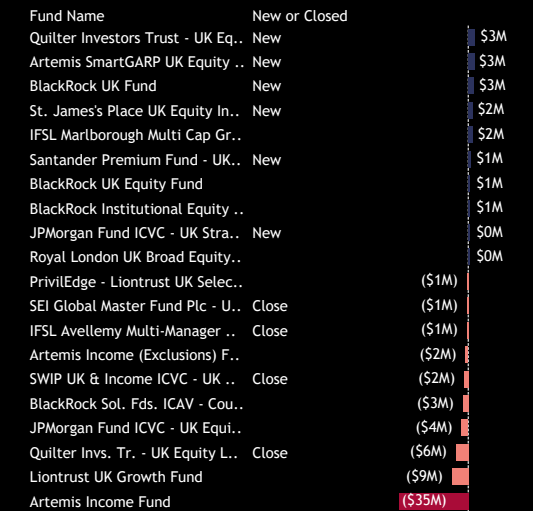 Fund Name New or Closed
Quilter Investors Trust - UK Eq.. New $3M
Artemis SmartGARP UK Equity .. New $3M
BlackRock UK Fund New $3M
St. James's Place UK Equity In.. New $2M
IFSL Marlborough Multi Cap Gr.. $2M
Santander Premium Fund - UK.. New $1M
BlackRock UK Equity Fund $1M
BlackRock Institutional Equity .. $1M
JPMorgan Fund ICVC - UK Stra.. New $0M
Royal London UK Broad Equity.. $0M
PrivilEdge - Liontrust UK Selec.. ($1M)
SEI Global Master Fund Plc - U.. Close ($1M)
IFSL Avellemy Multi-Manager .. Close ($1M)
Artemis Income (Exclusions) F.. ($2M)
SWIP UK & Income ICVC - UK .. Close ($2M)
BlackRock Sol. Fds. ICAV - Cou.. ($3M)
JPMorgan Fund ICVC - UK Equi.. ($4M)
Quilter Invs. Tr. - UK Equity L.. Close ($6M)
Liontrust UK Growth Fund ($9M)
Artemis Income Fund ($35M)